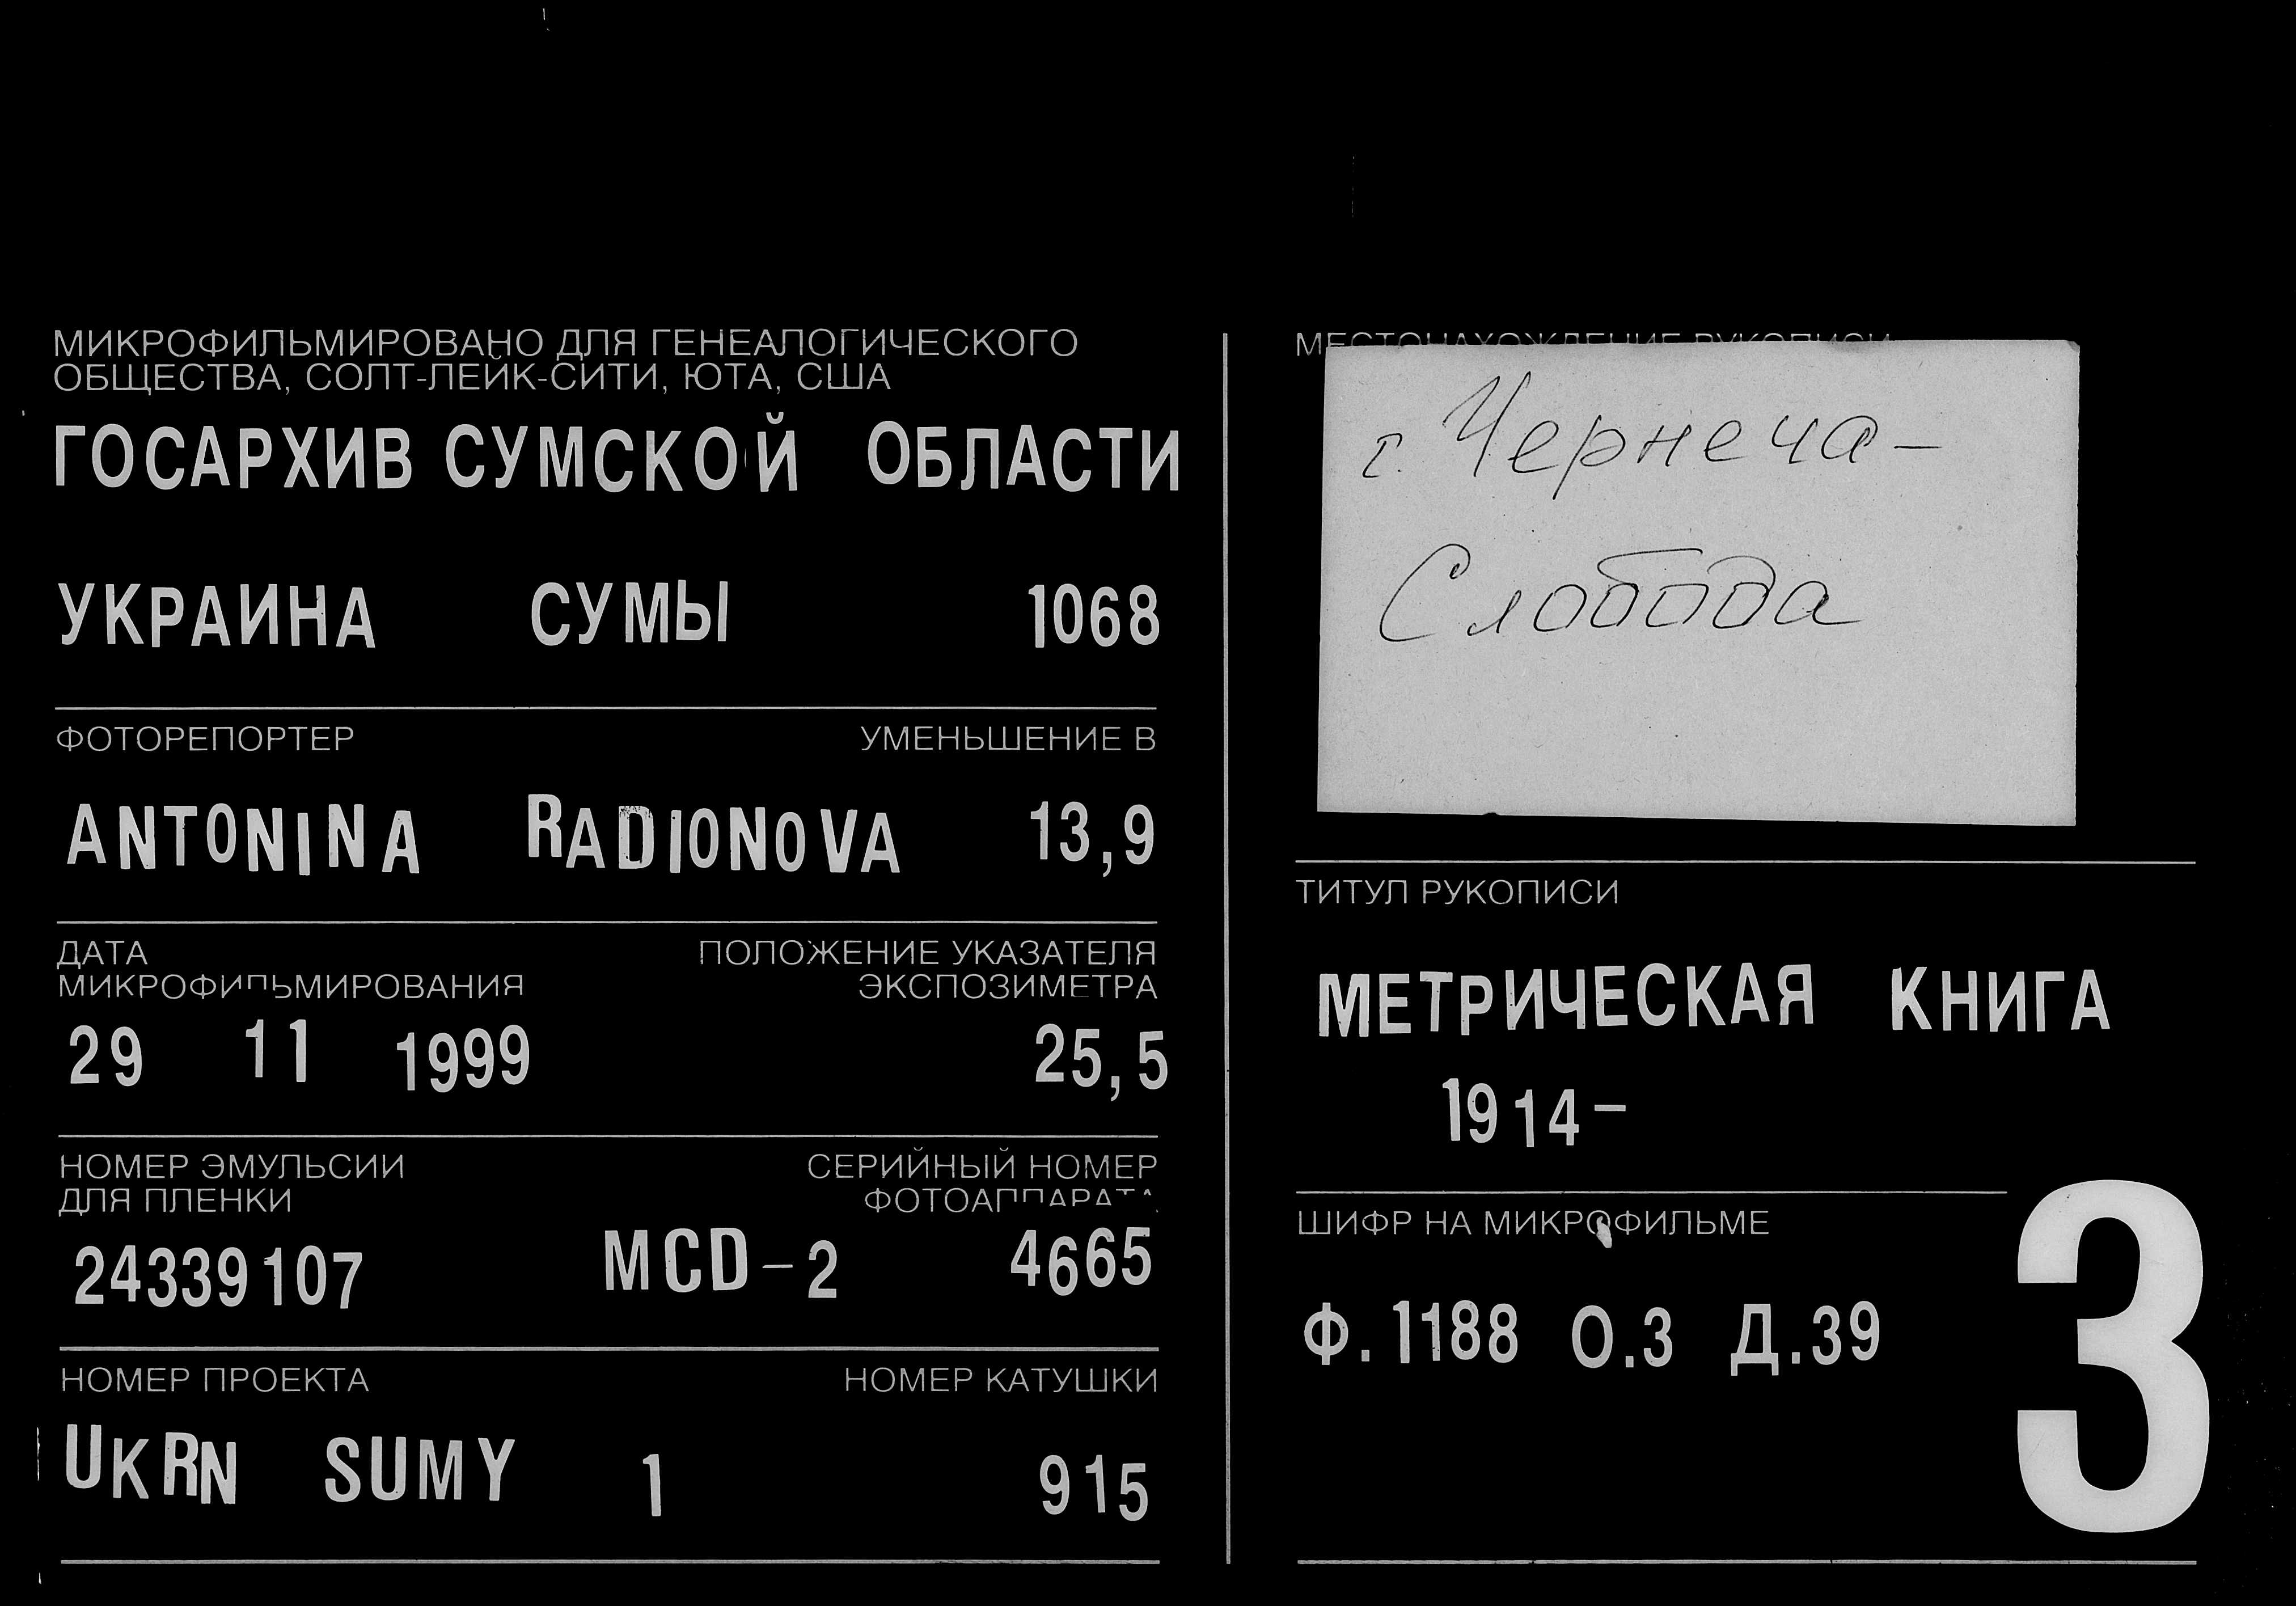 МИКРОФИЛЬМИРОВАНО ДЛЯ ГЕНЕАЛОГИЧЕСКОГО
ОБЩЕСТВА, СОЛТ-ЛЕЙК-СИТИ, ЮТА, США
ГОСАРХИВ СУМСКОЙ ОБЛАСТИ
УКРАИНА СУМЫ 1068
ФОТОРЕПОРТЕР УМЕНЬШЕНИЕ В
ANTONINA RADIONOVA 13,9
ДАТА ПОЛОЖЕНИЕ УКАЗАТЕЛЯ
МИКРОФИЛЬМИРОВАНИЯ ЭКСПОЗИМЕТРА
29 11 1999 25,5
НОМЕР ЭМУЛЬСИИ СЕРИЙНЫЙ НОМЕР
ДЛЯ ПЛЕНКИ ФОТОАППАРАТА
24339107 MCD-2 4665
НОМЕР ПРОЕКТА НОМЕР КАТУШКИ
UKRN SUMY 1 915
МЕСТОНАХОЖДЕНИЕ РУКОПИСИ
г. Чернеча-
Слобода
ТИТУЛ РУКОПИСИ
МЕТРИЧЕСКАЯ КНИГА
1914-
ШИФР НА МИКРОФИЛЬМЕ
Ф.1188 О.3 Д.39
3